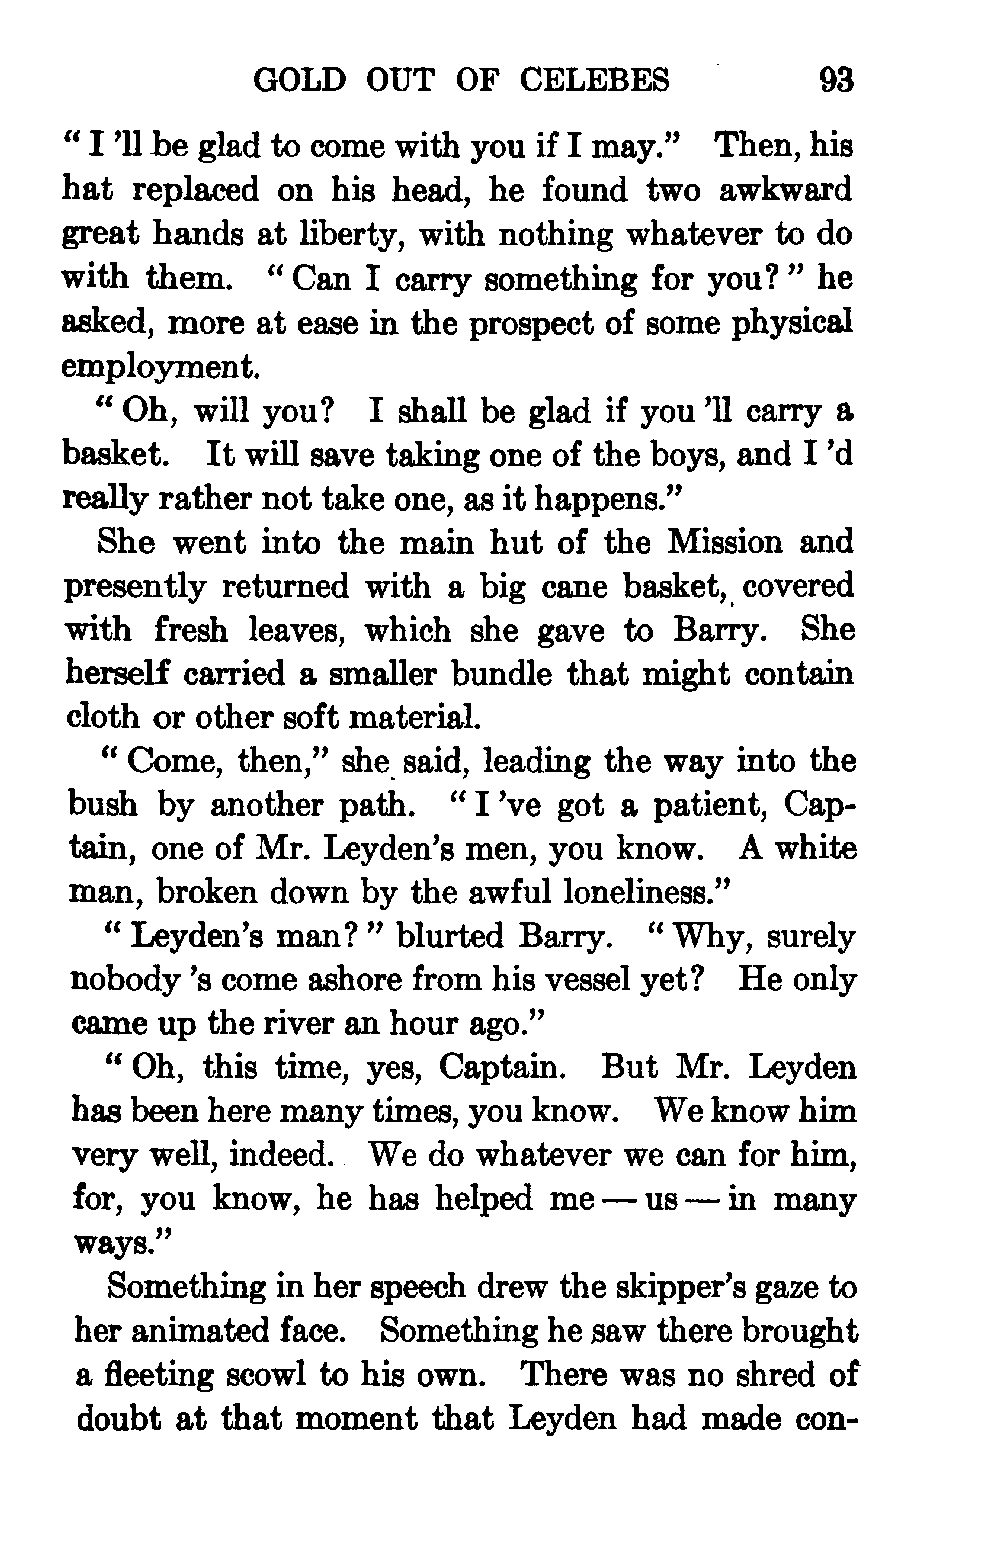 GOLD OUT OF CELEBES 93
“ I ’ll be glad to come with you if I may.” Then, his
hat replaced on his head, he found two awkward
great hands at liberty, with nothing whatever to do
with them. “ Can I carry something for you? ” he
asked, more at ease in the prospect of some physical
employment.
“ Oh, will you? I shall be glad if you ’ll carry a
basket. It will save taking one of the boys, and I ’d
really rather not take one, as it happens.”
She went into the main hut of the Mission and
presently returned with a big cane basket, covered
with fresh leaves, which she gave to Barry. She
herself carried a smaller bundle that might contain
cloth or other soft material.
“ Come, then,” she said, leading the way into the
bush by another path. “ I ’ve got a patient, Cap-
tain, one of Mr. Leyden’s men, you know. A white
man, broken down by the awful loneliness.”
“ Leyden’s man? ” blurted Barry. “ Why, surely
nobody ’s come ashore from his vessel yet? He only
came up the river an hour ago.”
“ Oh, this time, yes, Captain. But Mr. Leyden
has been here many times, you know. We know him
very well, indeed. We do whatever we can for him,
for, you know, he has helped me — us — in many
ways.”
Something in her speech drew the skipper’s gaze to
her animated face. Something he saw there brought
a fleeting scowl to his own. There was no shred of
doubt at that moment that Leyden had made con-